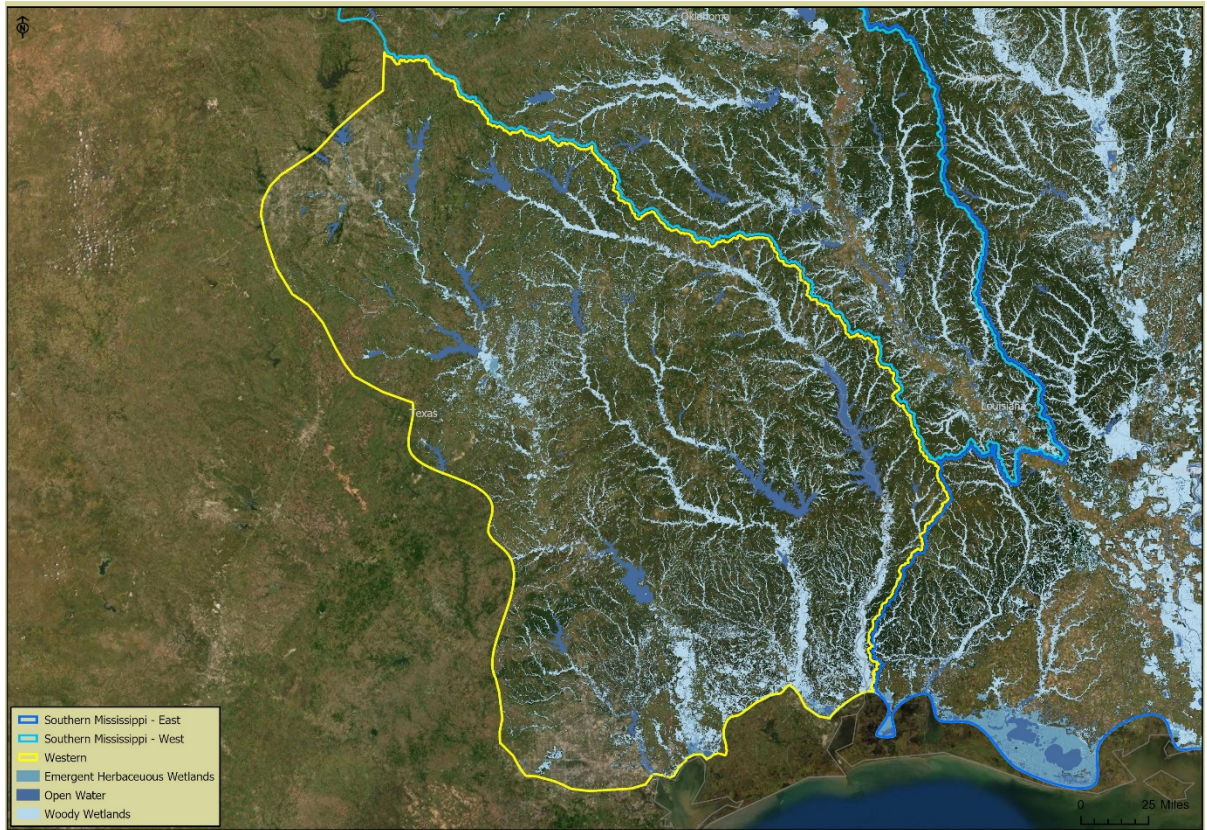 N
Oklahoma
Texas
Louisiana
Southern Mississippi - East
Southern Mississippi - West
Western
Emergent Herbaceuous Wetlands
Open Water
Woody Wetlands
0 25 Miles